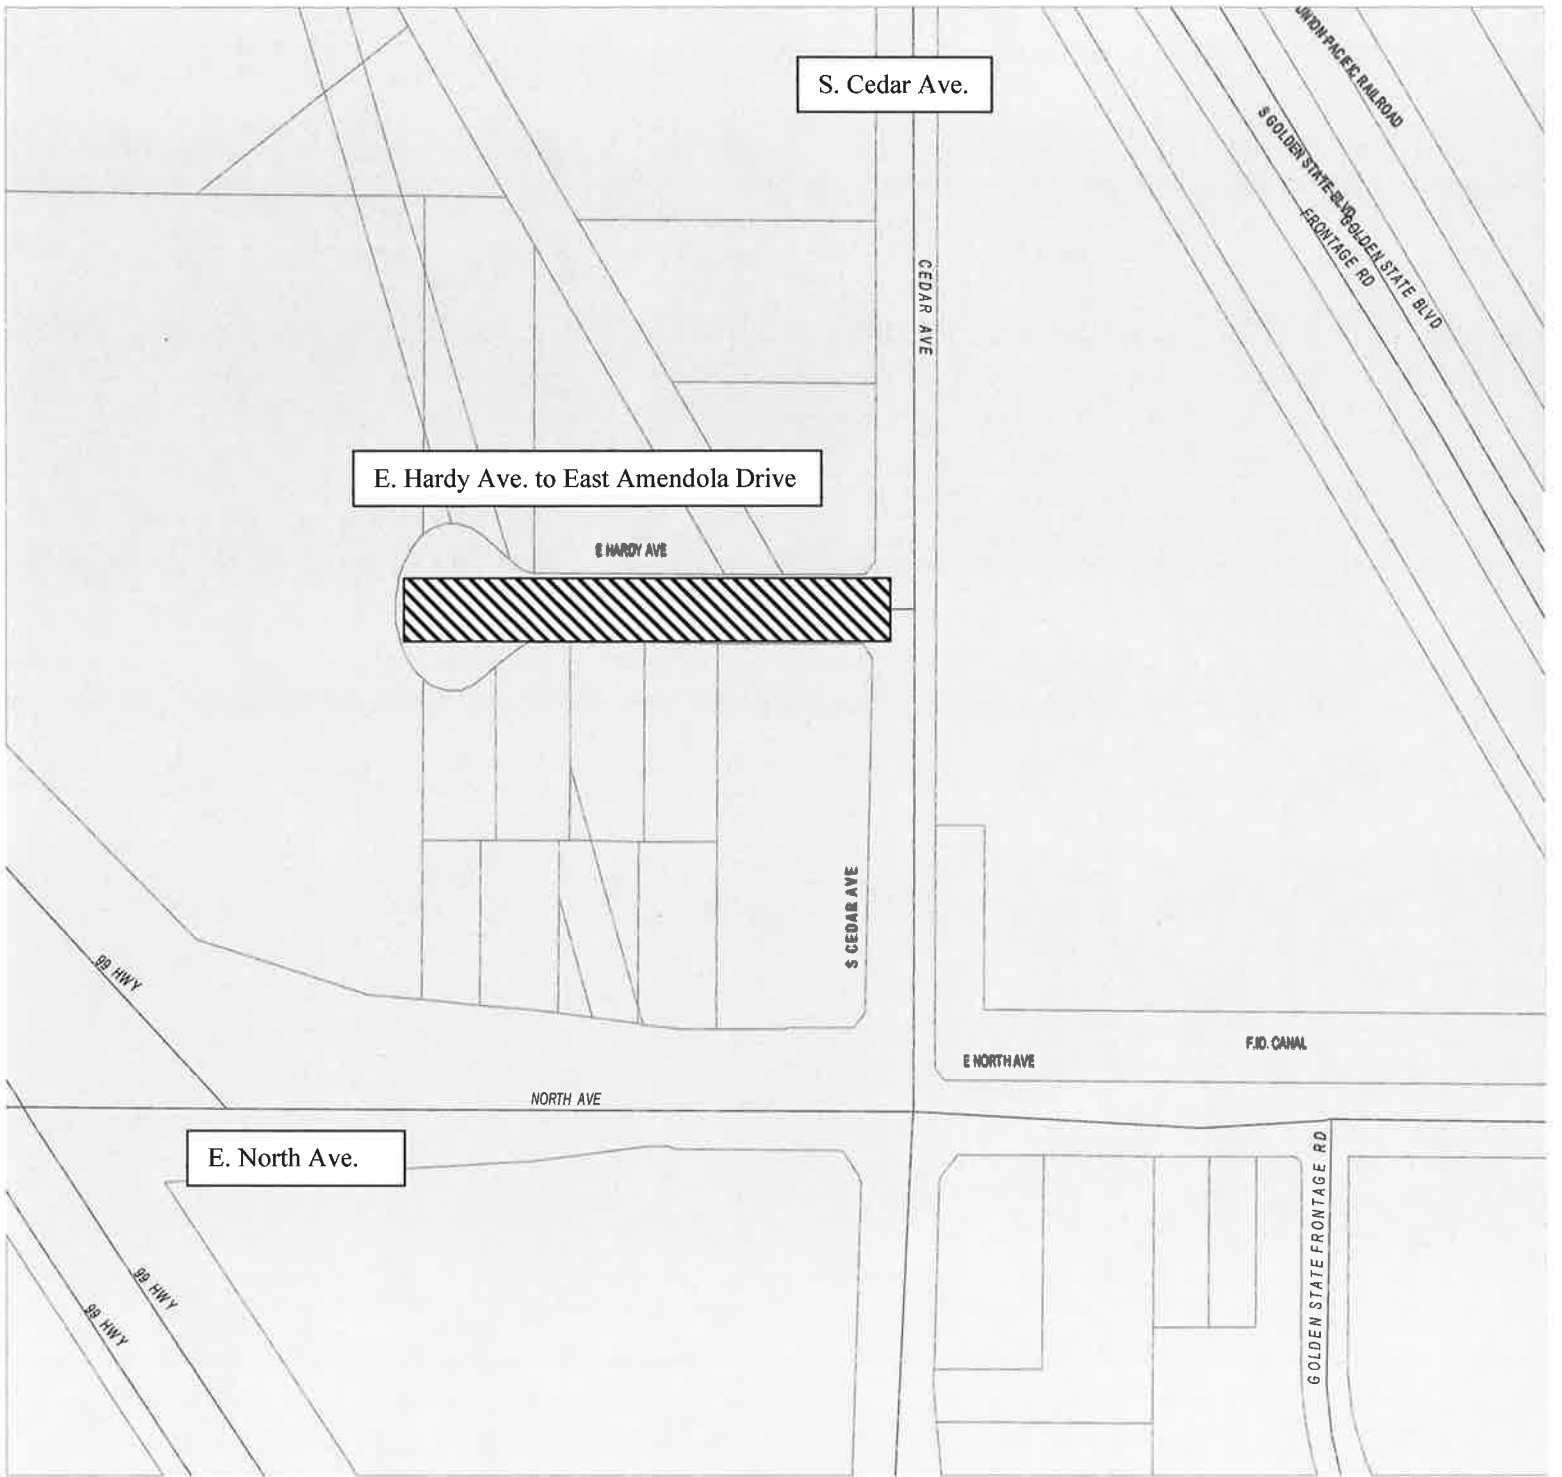 UNION PACIFIC RAILROAD
S. Cedar Ave.
S GOLDEN STATE BLVD
FRONTAGE RD
GOLDEN STATE BLVD
CEDAR AVE
E. Hardy Ave. to East Amendola Drive
E HARDY AVE
S CEDAR AVE
99 HWY
F.I.D. CANAL
E NORTH AVE
NORTH AVE
E. North Ave.
GOLDEN STATE FRONTAGE RD
99 HWY
99 HWY